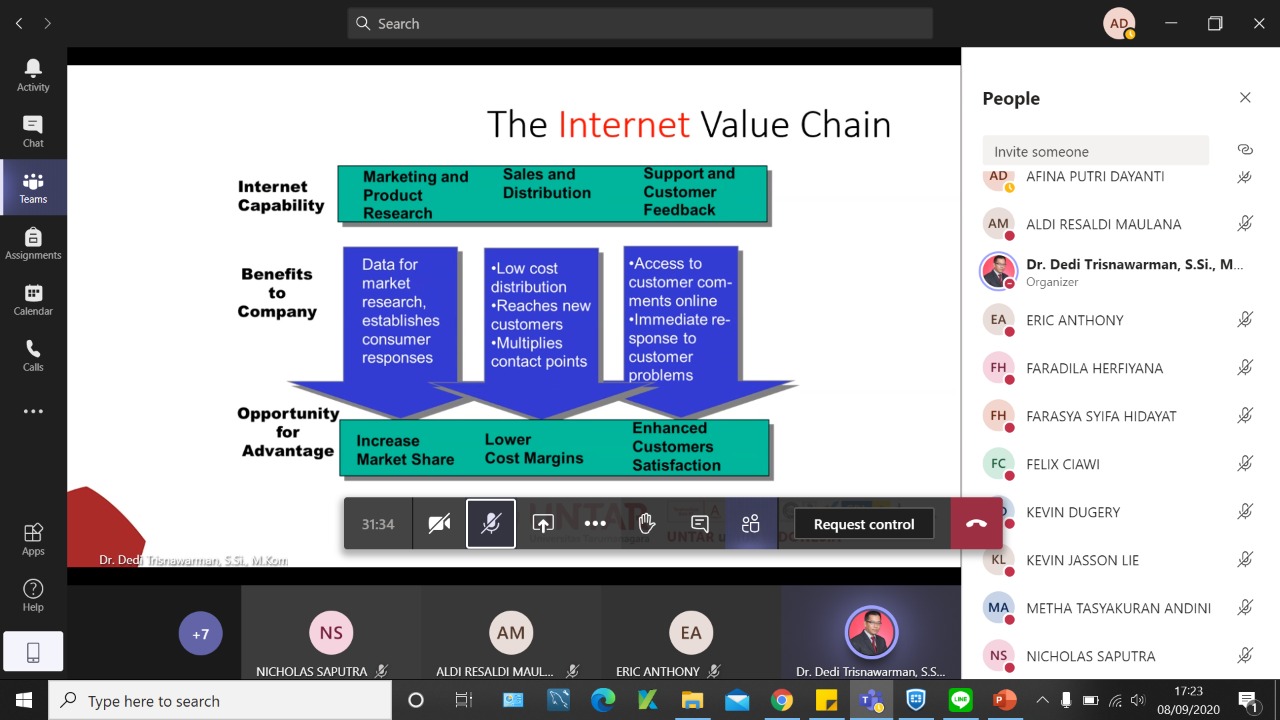 Search
AD
Activity
Chat
Teams
Assignments
Calendar
Calls
Apps
Help
The Internet Value Chain
Internet
Capability
Marketing and
Product
Research
Sales and
Distribution
Support and
Customer
Feedback
Benefits
to
Company
Data for
market
research,
establishes
consumer
responses
•Low cost
distribution
•Reaches new
customers
•Multiplies
contact points
•Access to
customer com-
ments online
•Immediate re-
sponse to
customer
problems
Opportunity
for
Advantage
Increase
Market Share
Lower
Cost Margins
Enhanced
Customers
Satisfaction
31:34
Request control
Dr. Dedi Trisnawarman, S.Si., M.Kom
+7
NS
NICHOLAS SAPUTRA
AM
ALDI RESALDI MAUL...
EA
ERIC ANTHONY
Dr. Dedi Trisnawarman, S.S...
People
Invite someone
AD
AFINA PUTRI DAYANTI
AM
ALDI RESALDI MAULANA
Dr. Dedi Trisnawarman, S.Si., M...
Organizer
EA
ERIC ANTHONY
FH
FARADILA HERFIYANA
FH
FARASYA SYIFA HIDAYAT
FC
FELIX CIAWI
KEVIN DUGERY
KL
KEVIN JASSON LIE
MA
METHA TASYAKURAN ANDINI
NS
NICHOLAS SAPUTRA
Type here to search
17:23
08/09/2020
1